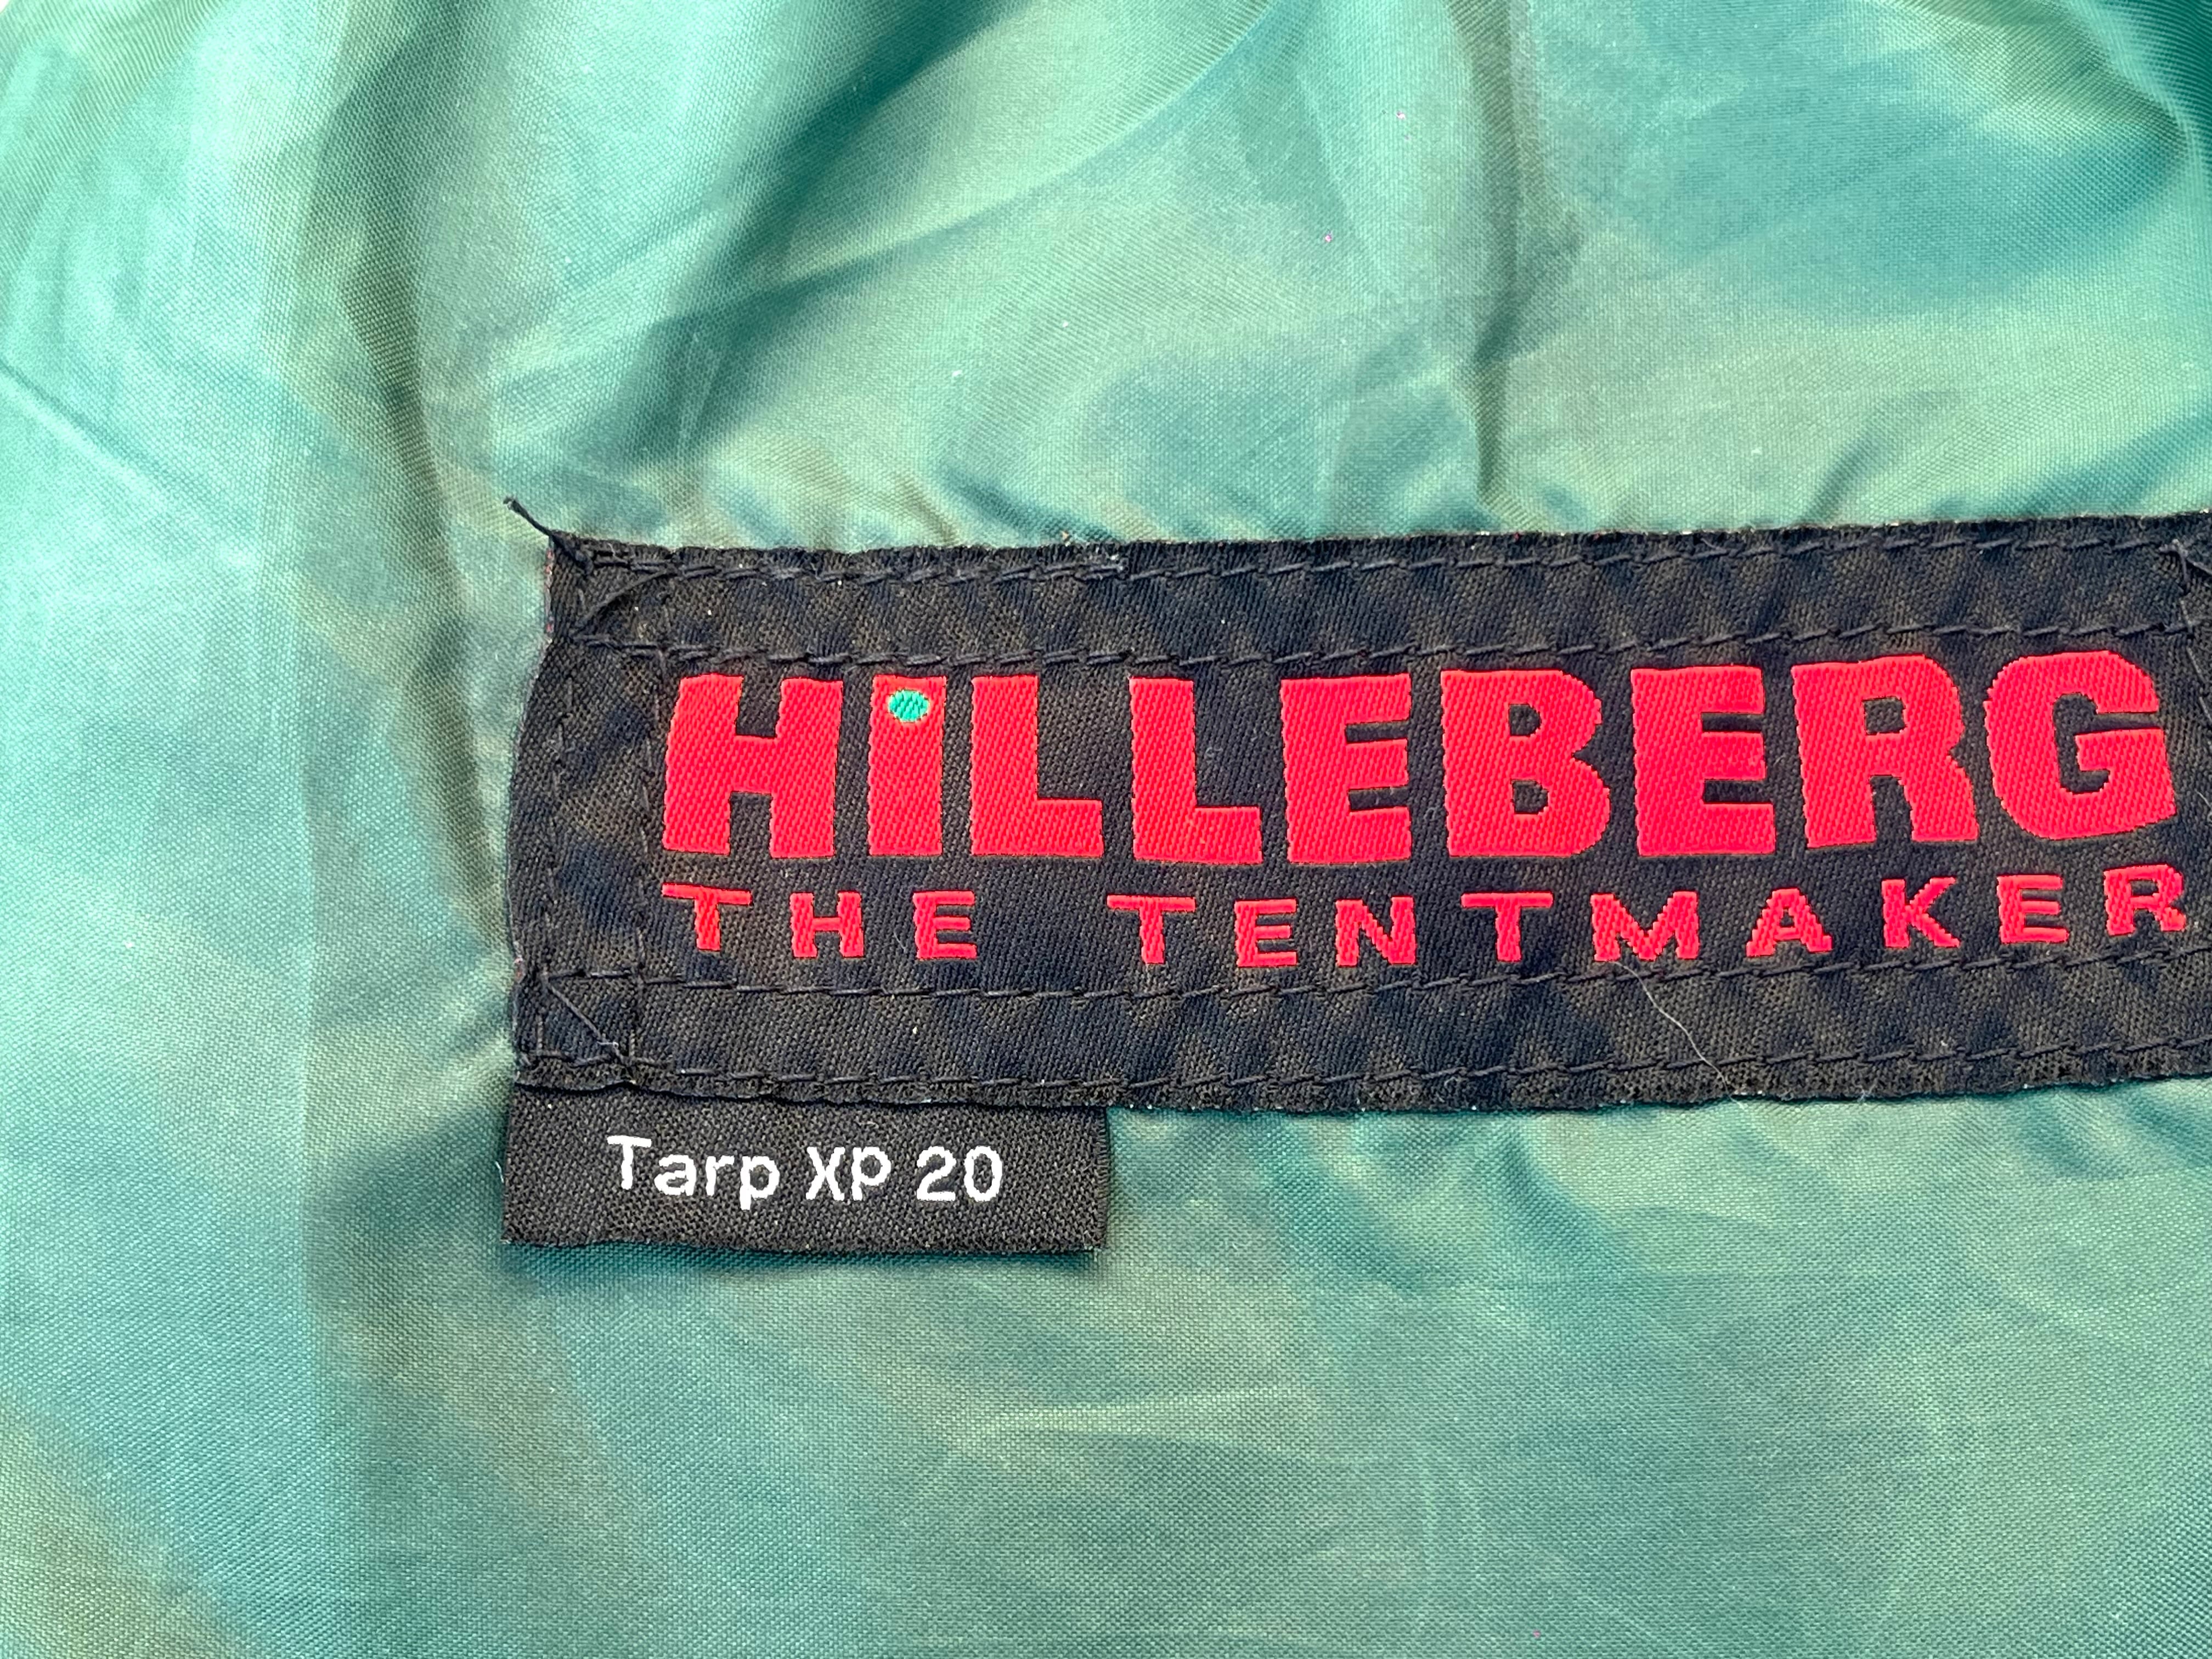 HiLLEBERG
THE TENTMAKER
Tarp XP 20